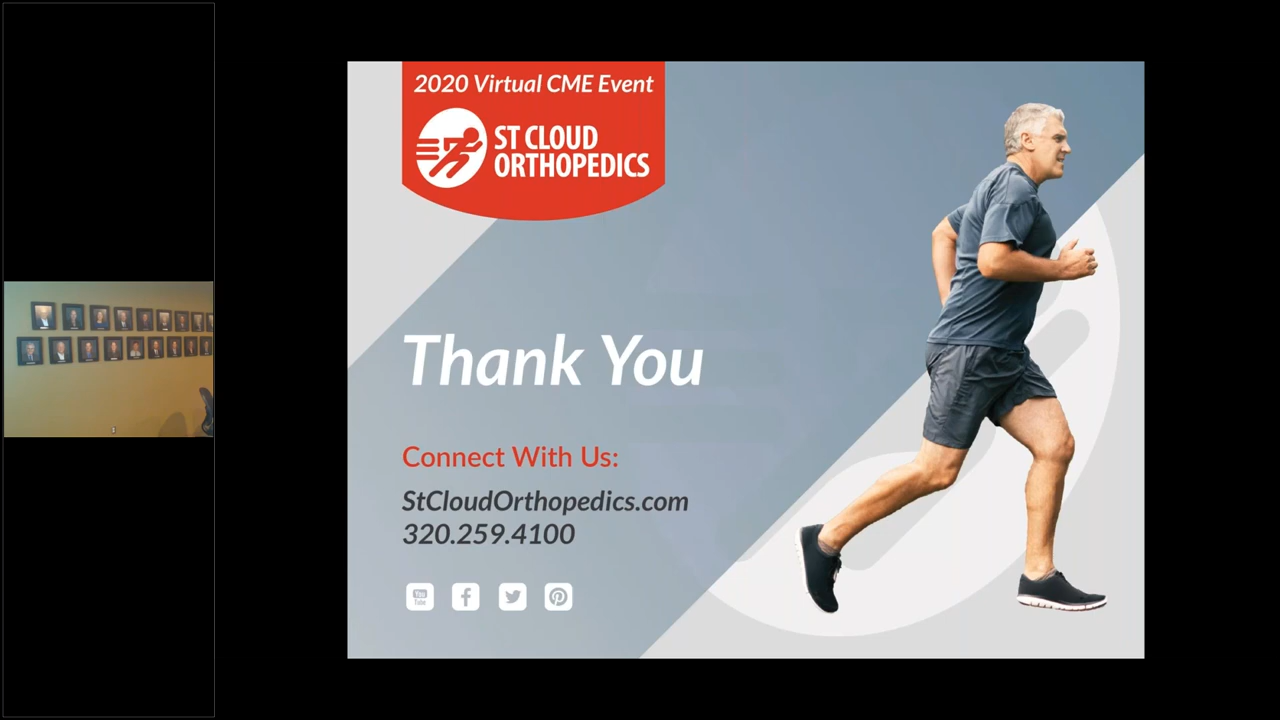 2020 Virtual CME Event
ST CLOUD
ORTHOPEDICS
Thank You
Connect With Us:
StCloudOrthopedics.com
320.259.4100
You
Tube